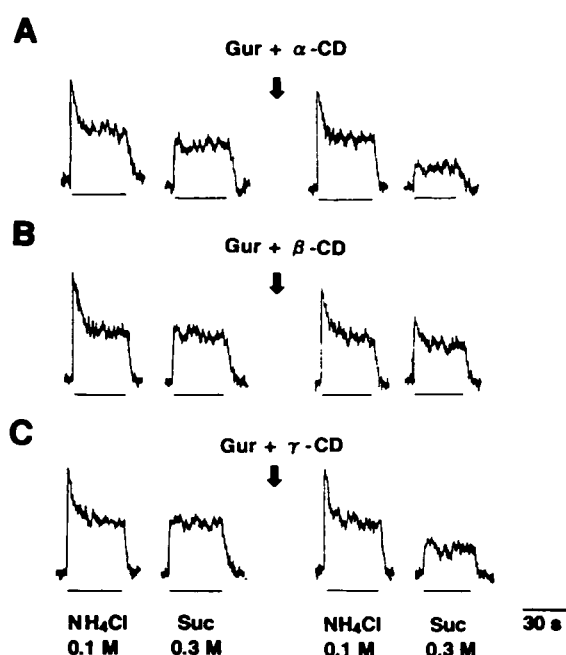 A
Gur + α-CD
B
Gur + β-CD
C
Gur + γ-CD
NH₄Cl Suc NH₄Cl Suc 30 s
0.1 M 0.3 M 0.1 M 0.3 M